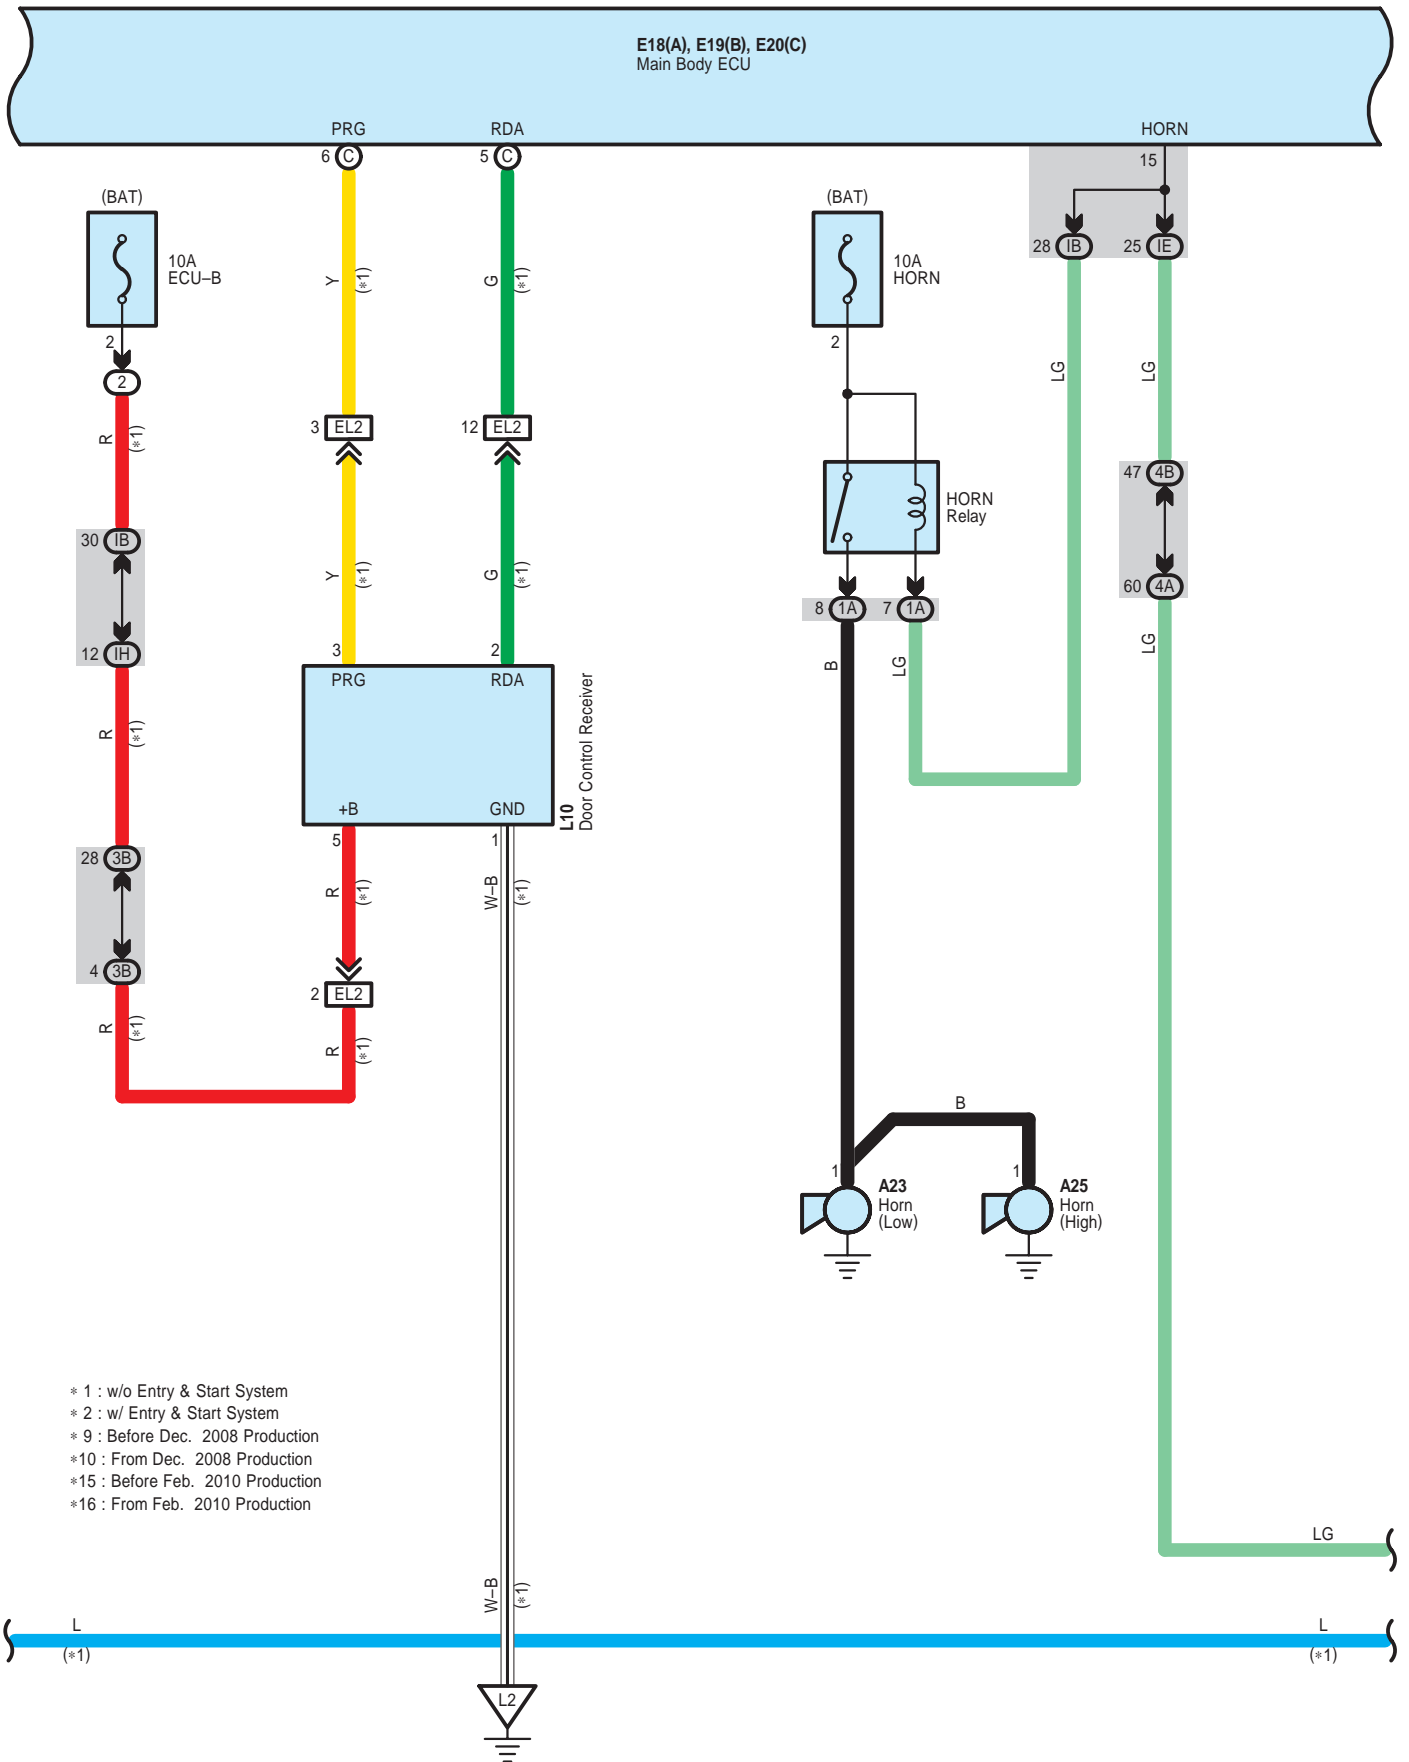 E18(A), E19(B), E20(C)
Main Body ECU
PRG
RDA
HORN
6 C
5 C
15
(BAT)
10A
ECU–B
2
2
(BAT)
10A
HORN
2
28 IB
25 IE
Y
(*1)
G
(*1)
LG
LG
R
(*1)
3 EL2
12 EL2
47 4B
60 4A
HORN
Relay
30 IB
12 IH
Y
(*1)
G
(*1)
8 1A
7 1A
B
LG
LG
3
2
PRG
RDA
+B
GND
L10
Door Control Receiver
5
1
R
(*1)
28 3B
4 3B
R
(*1)
W–B
(*1)
2 EL2
R
(*1)
R
(*1)
B
1
A23
Horn
(Low)
1
A25
Horn
(High)
* 1 : w/o Entry & Start System
* 2 : w/ Entry & Start System
* 9 : Before Dec. 2008 Production
*10 : From Dec. 2008 Production
*15 : Before Feb. 2010 Production
*16 : From Feb. 2010 Production
LG
W–B
(*1)
L
(*1)
L
(*1)
L2